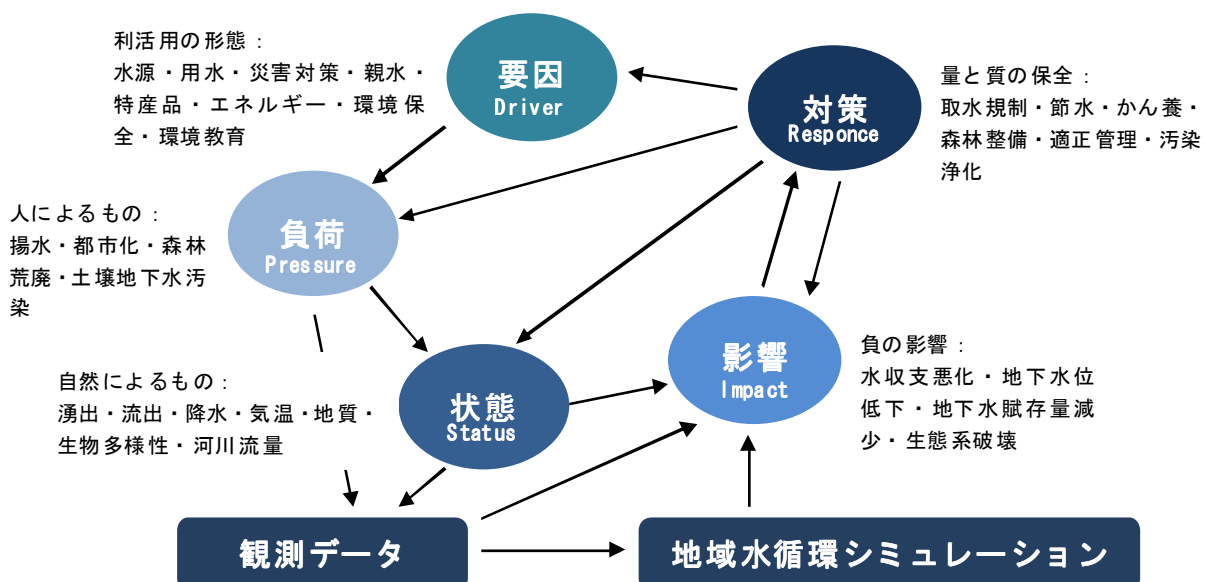 利活用の形態：
水源・用水・災害対策・親水・
特産品・エネルギー・環境保
全・環境教育
要因
Driver
対策
Responce
量と質の保全：
取水規制・節水・かん養・
森林整備・適正管理・汚染
浄化
人によるもの：
揚水・都市化・森林
荒廃・土壌地下水汚
染
負荷
Pressure
自然によるもの：
湧出・流出・降水・気温・地質・
生物多様性・河川流量
状態
Status
影響
Impact
負の影響：
水収支悪化・地下水位
低下・地下水賦存量減
少・生態系破壊
観測データ
地域水循環シミュレーション